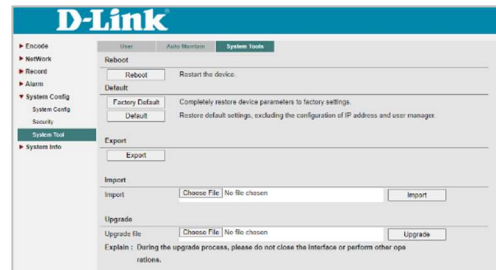 D-Link
Encode
NetWork
Record
Alarm
System Config
System Config
Security
System Tool
System Info
User
Auto Maintain
System Tools
Reboot
Reboot
Restart the device.
Default
Factory Default
Completely restore device parameters to factory settings.
Default
Restore default settings, excluding the configuration of IP address and user manager.
Export
Export
Import
Import
Choose File No file chosen
Import
Upgrade
Upgrade file
Choose File No file chosen
Upgrade
Explain : During the upgrade process, please do not close the interface or perform other ope
rations.